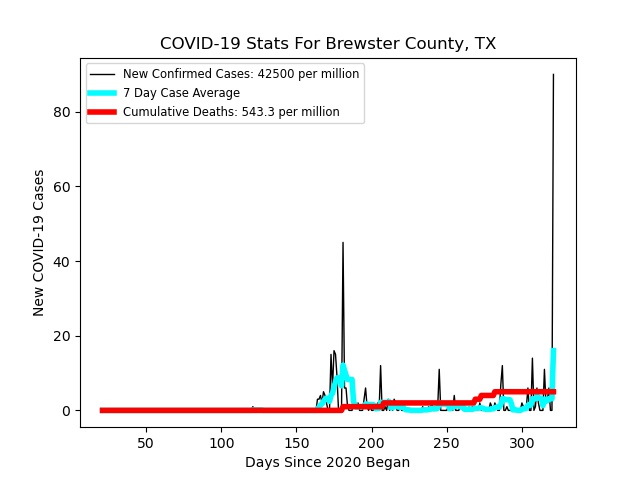 COVID-19 Stats For Brewster County, TX
New Confirmed Cases: 42500 per million
7 Day Case Average
Cumulative Deaths: 543.3 per million
New COVID-19 Cases
80
60
40
20
0
50 100 150 200 250 300
Days Since 2020 Began